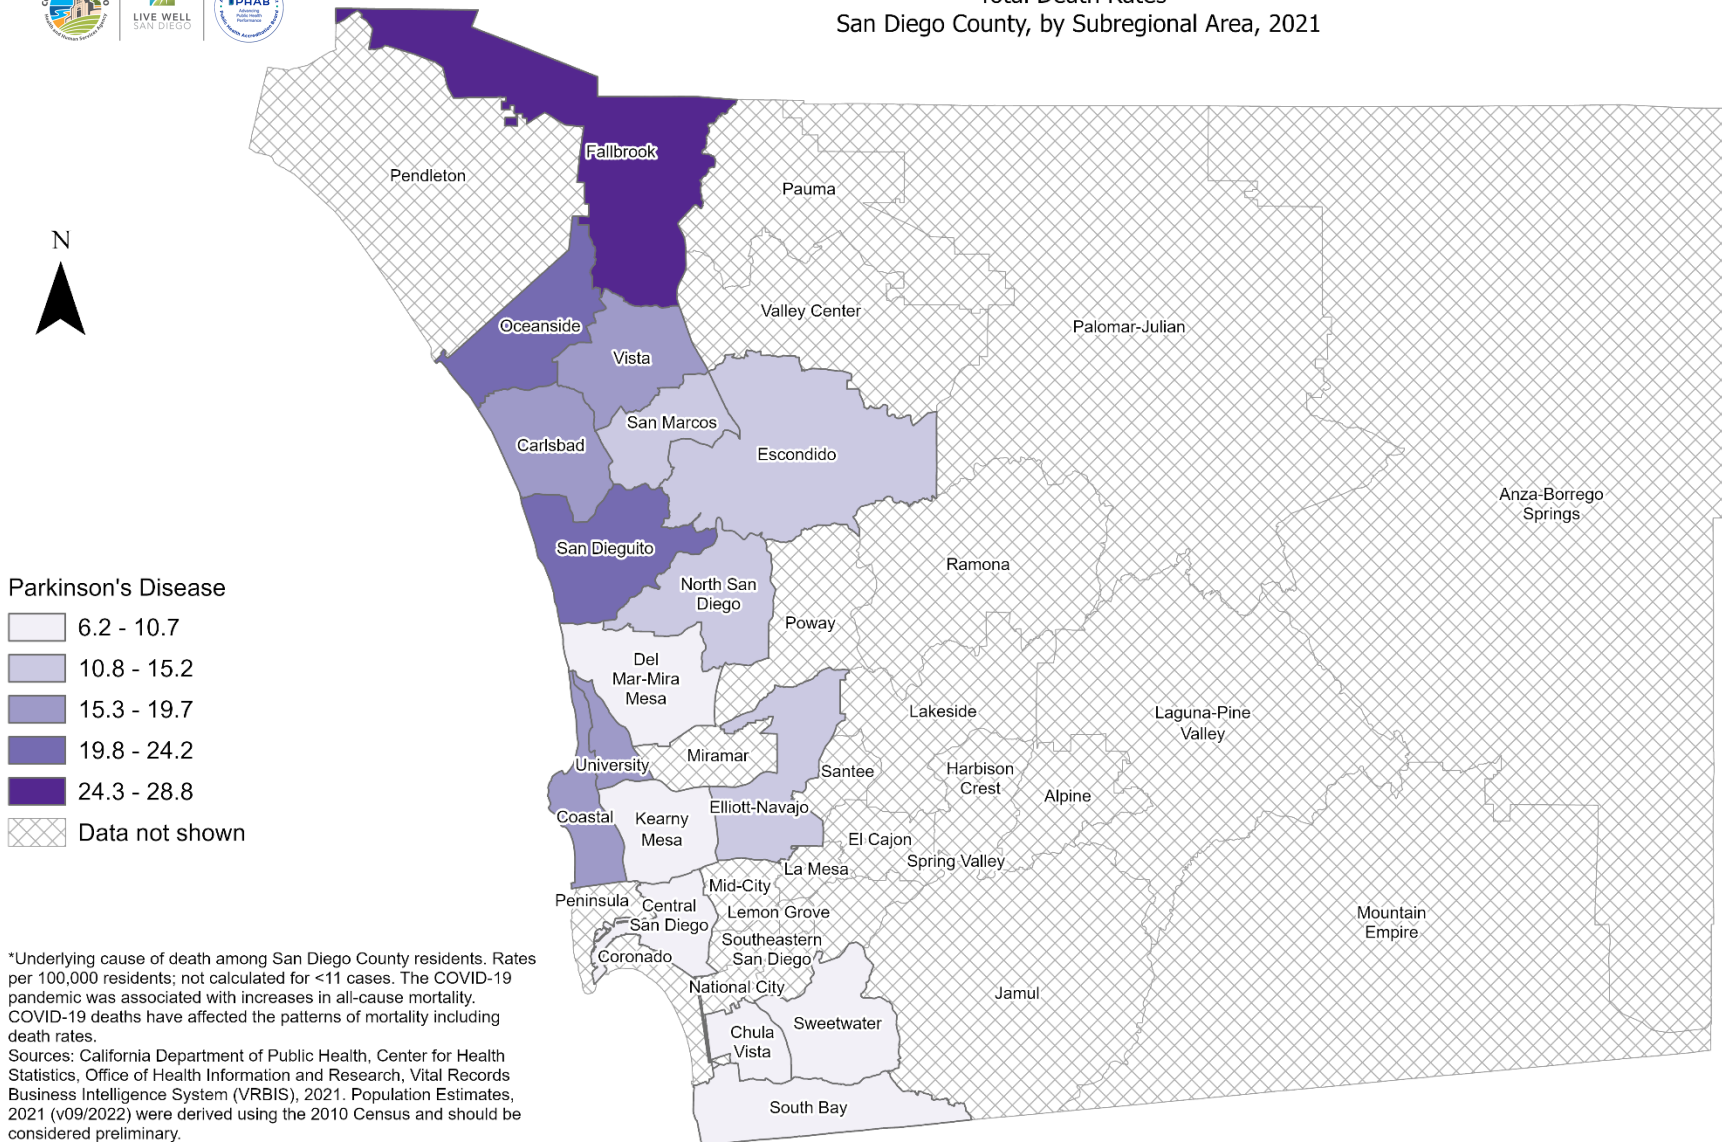 Total Death Rates
San Diego County, by Subregional Area, 2021
LIVE WELL
SAN DIEGO
PHAB
Advancing
Public Health
Performance
Fallbrook
Pendleton
Pauma
N
Valley Center
Oceanside
Palomar-Julian
Vista
San Marcos
Carlsbad
Escondido
Anza-Borrego
Springs
San Dieguito
Ramona
North San
Diego
Poway
Del
Mar-Mira
Mesa
Lakeside
Laguna-Pine
Valley
Miramar
University
Santee
Harbison
Crest
Alpine
Elliott-Navajo
Coastal
Kearny
Mesa
El Cajon
Spring Valley
La Mesa
Mid-City
Peninsula
Central
San Diego
Lemon Grove
Mountain
Empire
Southeastern
San Diego
Coronado
National City
Jamul
Sweetwater
Chula
Vista
South Bay
Parkinson's Disease
6.2 - 10.7
10.8 - 15.2
15.3 - 19.7
19.8 - 24.2
24.3 - 28.8
Data not shown
*Underlying cause of death among San Diego County residents. Rates
per 100,000 residents; not calculated for <11 cases. The COVID-19
pandemic was associated with increases in all-cause mortality.
COVID-19 deaths have affected the patterns of mortality including
death rates.
Sources: California Department of Public Health, Center for Health
Statistics, Office of Health Information and Research, Vital Records
Business Intelligence System (VRBIS), 2021. Population Estimates,
2021 (v09/2022) were derived using the 2010 Census and should be
considered preliminary.